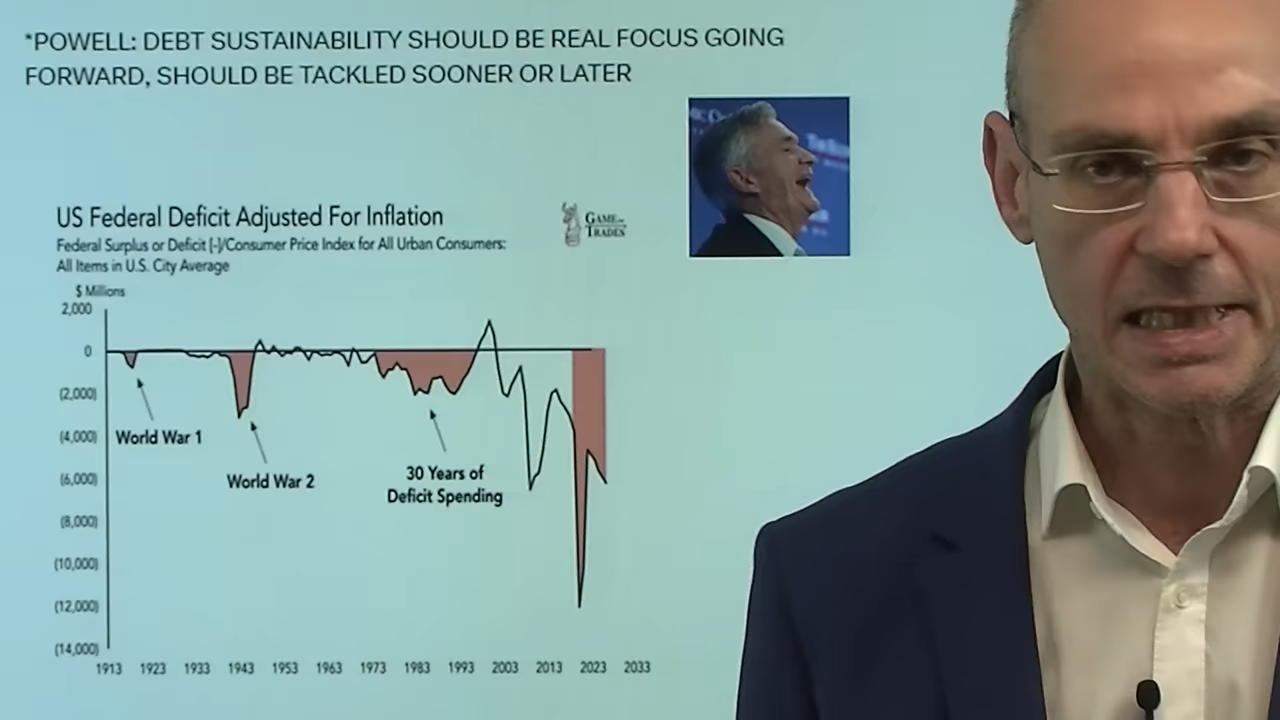 *POWELL: DEBT SUSTAINABILITY SHOULD BE REAL FOCUS GOING
FORWARD, SHOULD BE TACKLED SOONER OR LATER
US Federal Deficit Adjusted For Inflation
GAME OF
TRADES
Federal Surplus or Deficit [-]/Consumer Price Index for All Urban Consumers:
All Items in U.S. City Average
$ Millions
2,000
0
(2,000)
(4,000)
(6,000)
(8,000)
(10,000)
(12,000)
(14,000)
World War 1
World War 2
30 Years of
Deficit Spending
1913 1923 1933 1943 1953 1963 1973 1983 1993 2003 2013 2023 2033